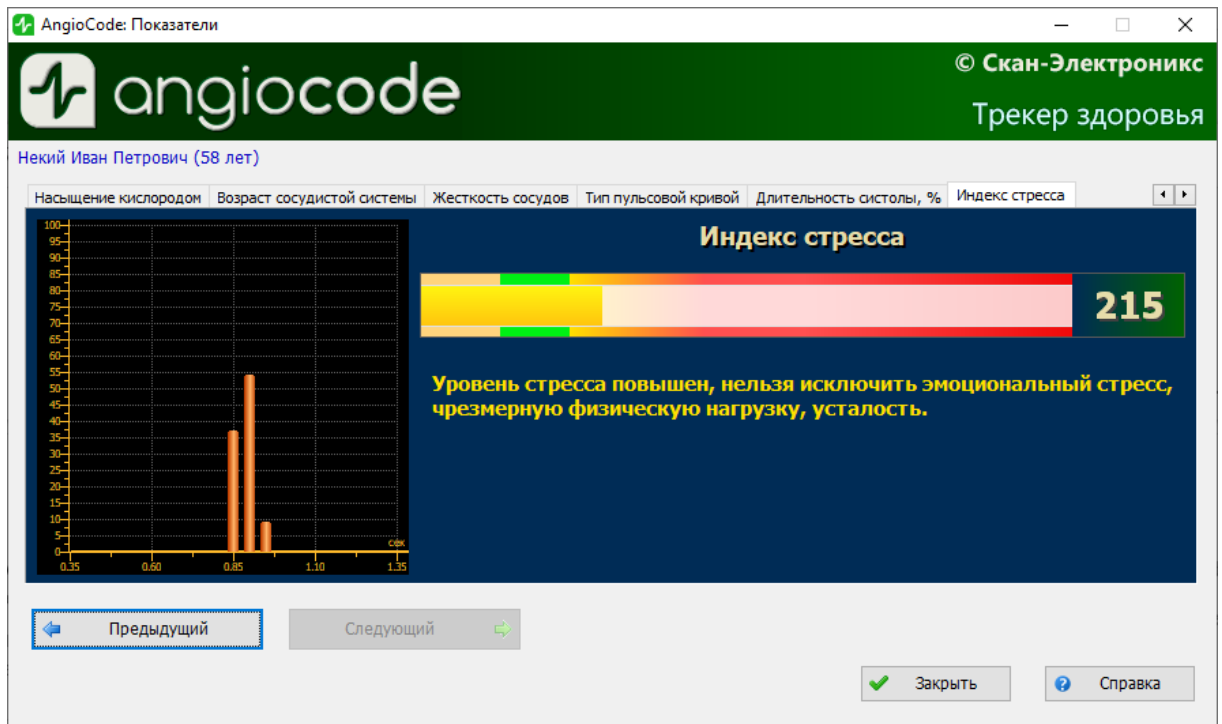 AngioCode: Показатели
angiocode
© Скан-Электроникс
Трекер здоровья
Некий Иван Петрович (58 лет)
Насыщение кислородом Возраст сосудистой системы Жесткость сосудов Тип пульсовой кривой Длительность систолы, % Индекс стресса
100
95
90
85
80
75
70
65
60
55
50
45
40
35
30
25
20
15
10
5
0
сек
0.35 0.60 0.85 1.10 1.35
Индекс стресса
215
Уровень стресса повышен, нельзя исключить эмоциональный стресс,
чрезмерную физическую нагрузку, усталость.
Предыдущий Следующий
Закрыть Справка